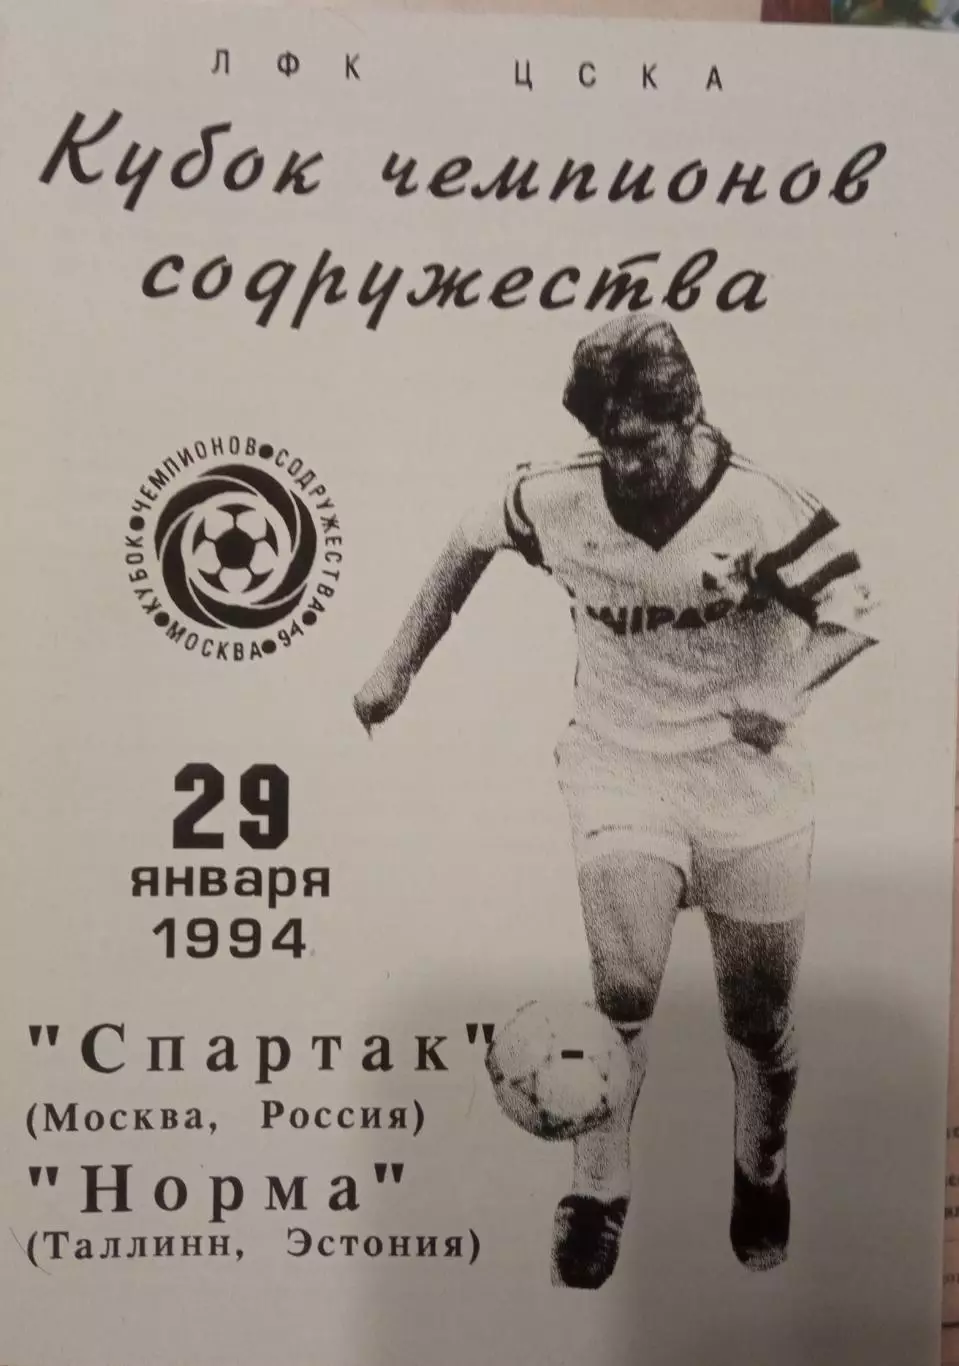 ЛФК ЦСКА
Кубок чемпионов
содружества
КУБОК•ЧЕМПИОНОВ•СОДРУЖЕСТВА•
МОСКВА•94•
29
января
1994
"Спартак" -
(Москва, Россия)
"Норма"
(Таллинн, Эстония)